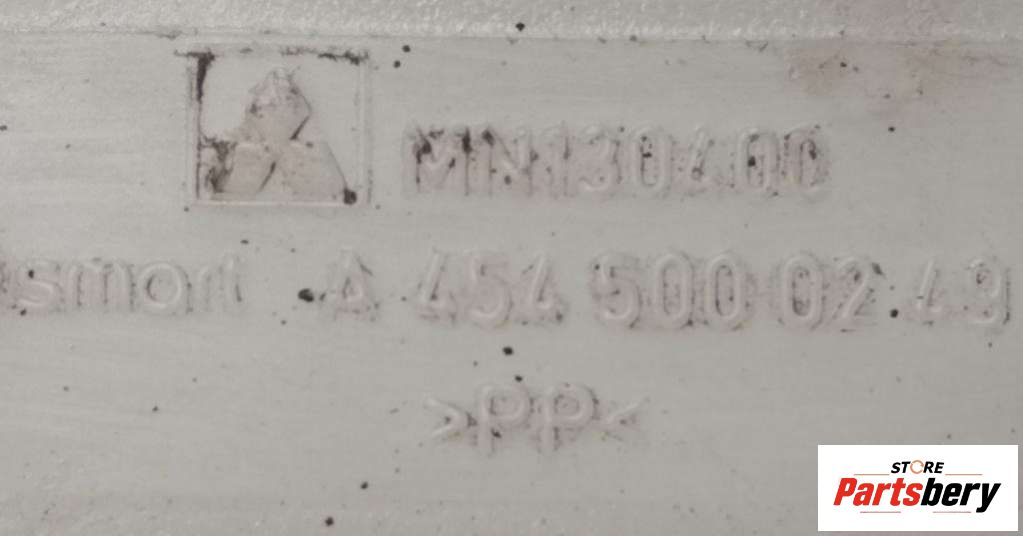 MN130400
smart A 454 500 02 49
>PP<
STORE
Partsbery